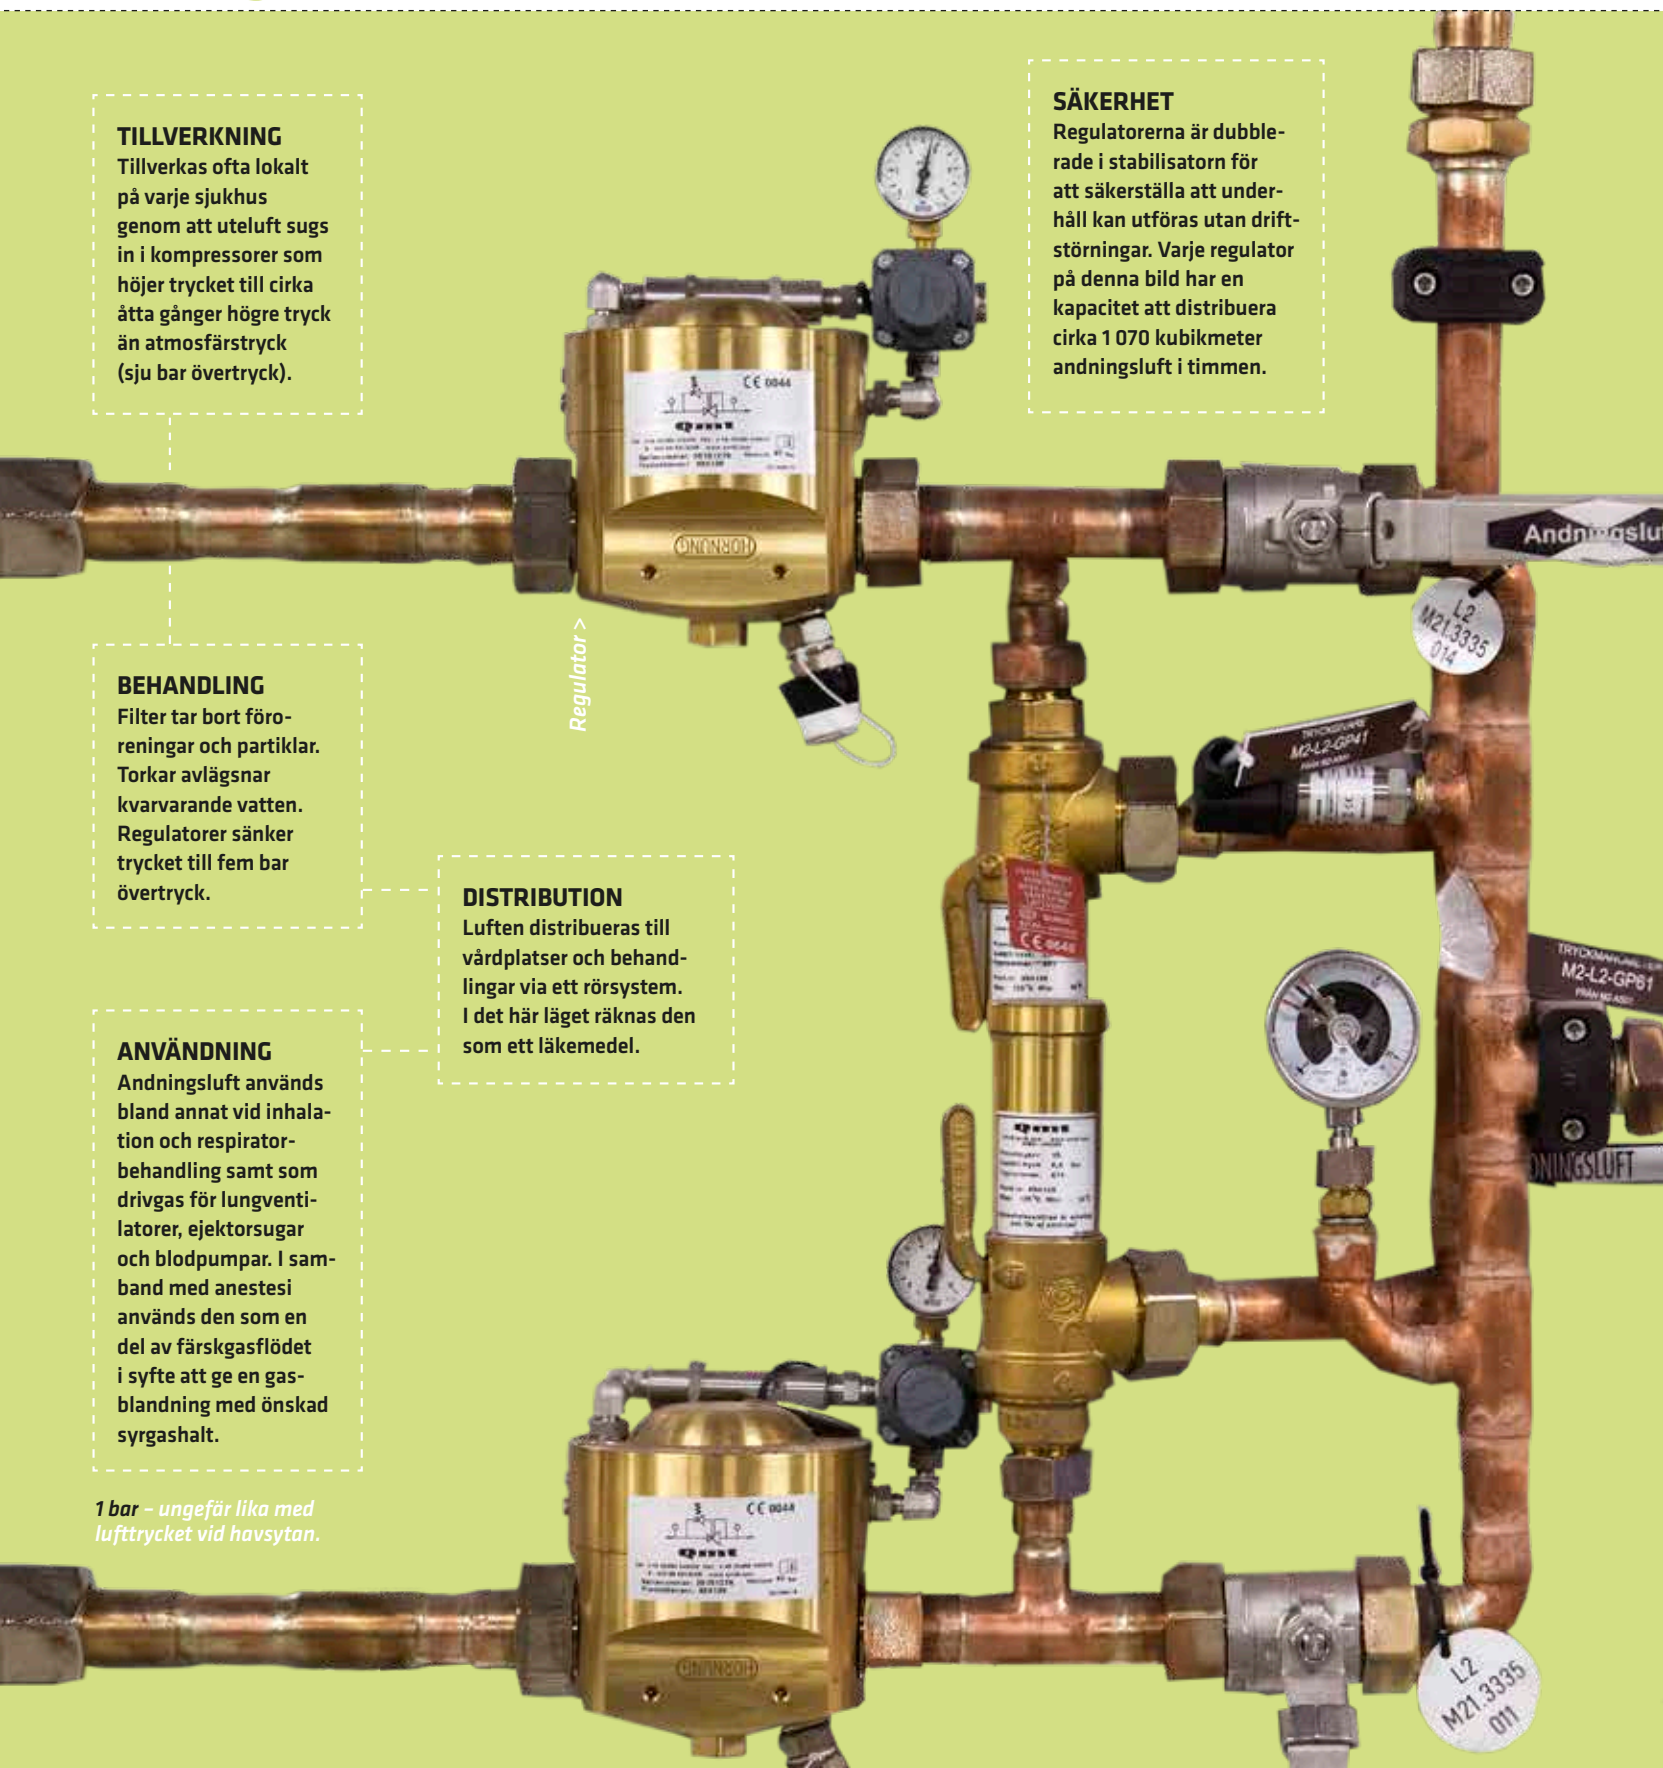 TILLVERKNING
Tillverkas ofta lokalt
på varje sjukhus
genom att uteluft sugs
in i kompressorer som
höjer trycket till cirka
åtta gånger högre tryck
än atmosfärstryck
(sju bar övertryck).
BEHANDLING
Filter tar bort föro-
reningar och partiklar.
Torkar avlägsnar
kvarvarande vatten.
Regulatorer sänker
trycket till fem bar
övertryck.
DISTRIBUTION
Luften distribueras till
vårdplatser och behand-
lingar via ett rörsystem.
I det här läget räknas den
som ett läkemedel.
ANVÄNDNING
Andningsluft används
bland annat vid inhala-
tion och respirator-
behandling samt som
drivgas för lungventi-
latorer, ejektorsugar
och blodpumpar. I sam-
band med anestesi
används den som en
del av färskgasflödet
i syfte att ge en gas-
blandning med önskad
syrgashalt.
1 bar – ungefär lika med
lufttrycket vid havsytan.
SÄKERHET
Regulatorerna är dubble-
rade i stabilisatorn för
att säkerställa att under-
håll kan utföras utan drift-
störningar. Varje regulator
på denna bild har en
kapacitet att distribuera
cirka 1 070 kubikmeter
andningsluft i timmen.
Regulator >
CE 0044
Qmt
HORNUNG
Andningsluf
L2
M21.3335
014
TRYCKGIVARE
M2-L2-GP41
CE 0648
M2-L2-GP61
DNINGSLUFT
Qmt
CE 0044
Qmt
HORNUNG
L2
M21.3335
011